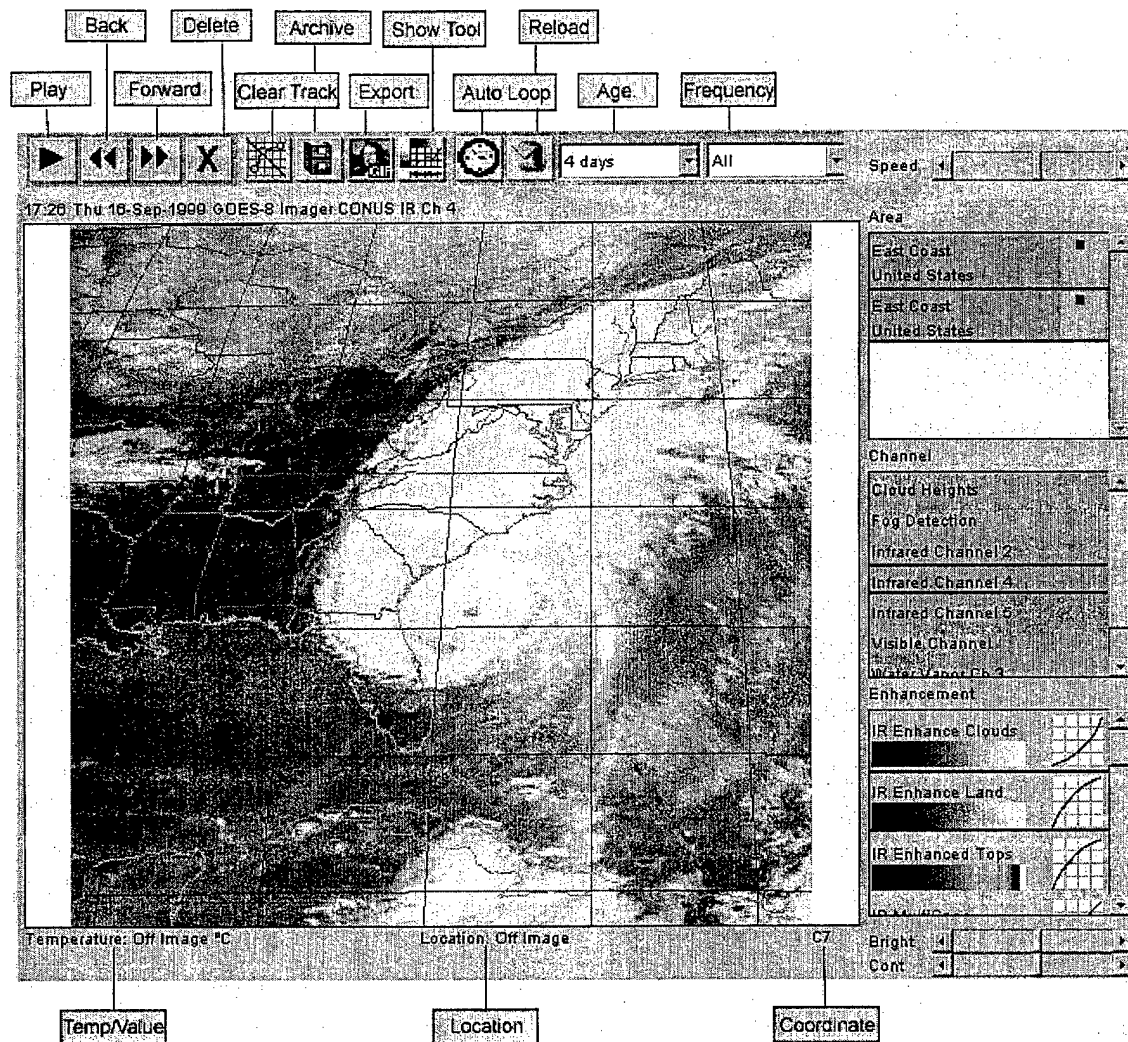 Back
Delete
Archive
Show Tool
Reload
Play
Forward
Clear Track
Export
Auto Loop
Age
Frequency
4 days
All
Speed
17:26 Thu 16-Sep-1999 GOES-8 Imager CONUS IR Ch 4
Area
East Coast
United States
East Coast
United States
Channel
Cloud Heights
Fog Detection
Infrared Channel 2
Infrared Channel 4
Infrared Channel 5
Visible Channel
Water Vapor Ch 3
Enhancement
IR Enhance Clouds
IR Enhance Land
IR Enhanced Tops
Temperature: Off Image °C
Location: Off Image
C7
Bright
Cont
Temp/Value
Location
Coordinate